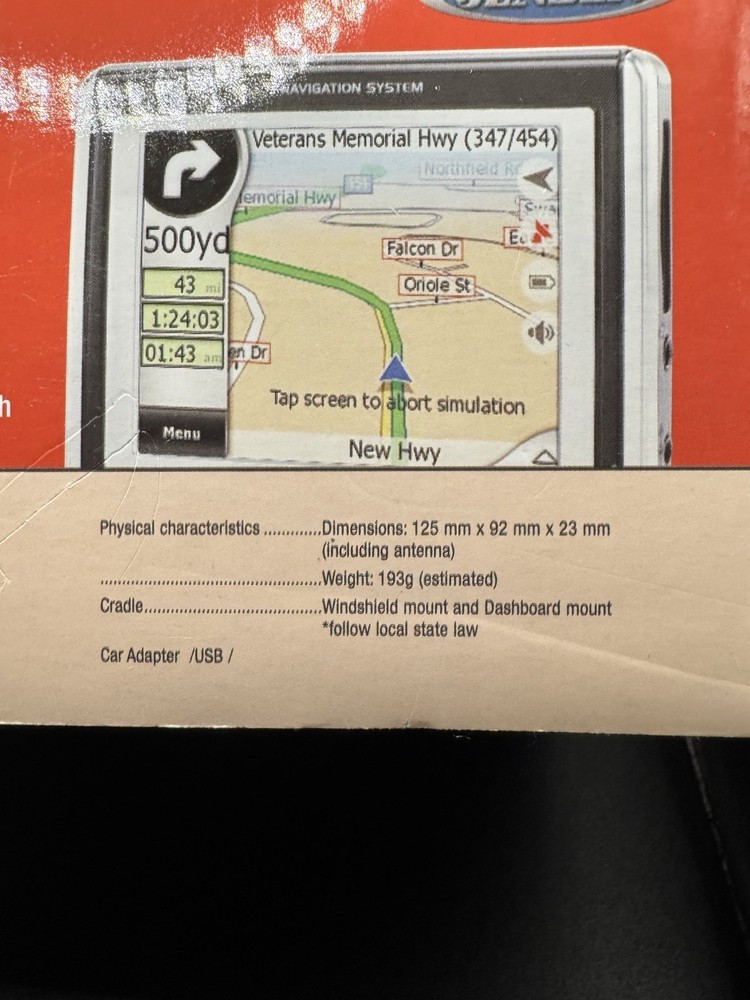 NAVIGATION SYSTEM
Veterans Memorial Hwy (347/454)
Northfield
emorial Hwy
500yd
Falcon Dr
43 mi
Oriole St
1:24:03
01:43 am
en Dr
h
Tap screen to abort simulation
Menu
New Hwy
Physical characteristics .............Dimensions: 125 mm x 92 mm x 23 mm
(including antenna)
..........................................................Weight: 193g (estimated)
Cradle..............................................Windshield mount and Dashboard mount
*follow local state law
Car Adapter /USB /